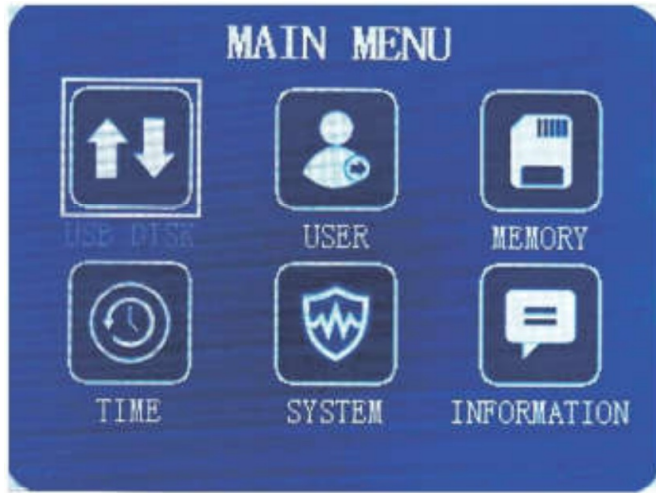 MAIN MENU
USB DISK
USER
MEMORY
TIME
SYSTEM
INFORMATION